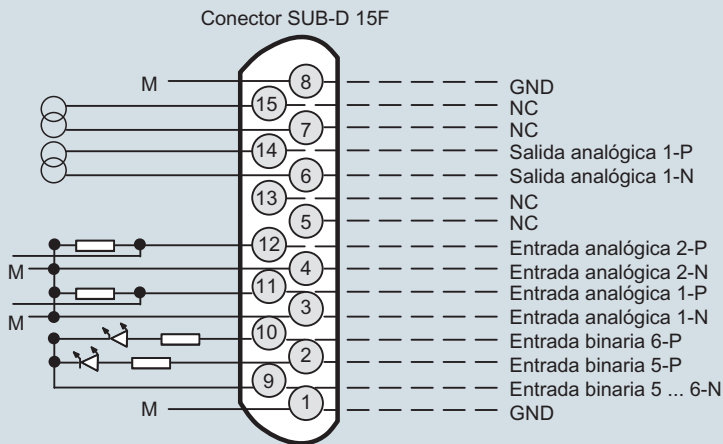 Conector SUB-D 15F
M 8 GND
15 NC
7 NC
14 Salida analógica 1-P
6 Salida analógica 1-N
13 NC
5 NC
12 Entrada analógica 2-P
M 4 Entrada analógica 2-N
11 Entrada analógica 1-P
M 3 Entrada analógica 1-N
10 Entrada binaria 6-P
2 Entrada binaria 5-P
9 Entrada binaria 5 ... 6-N
M 1 GND